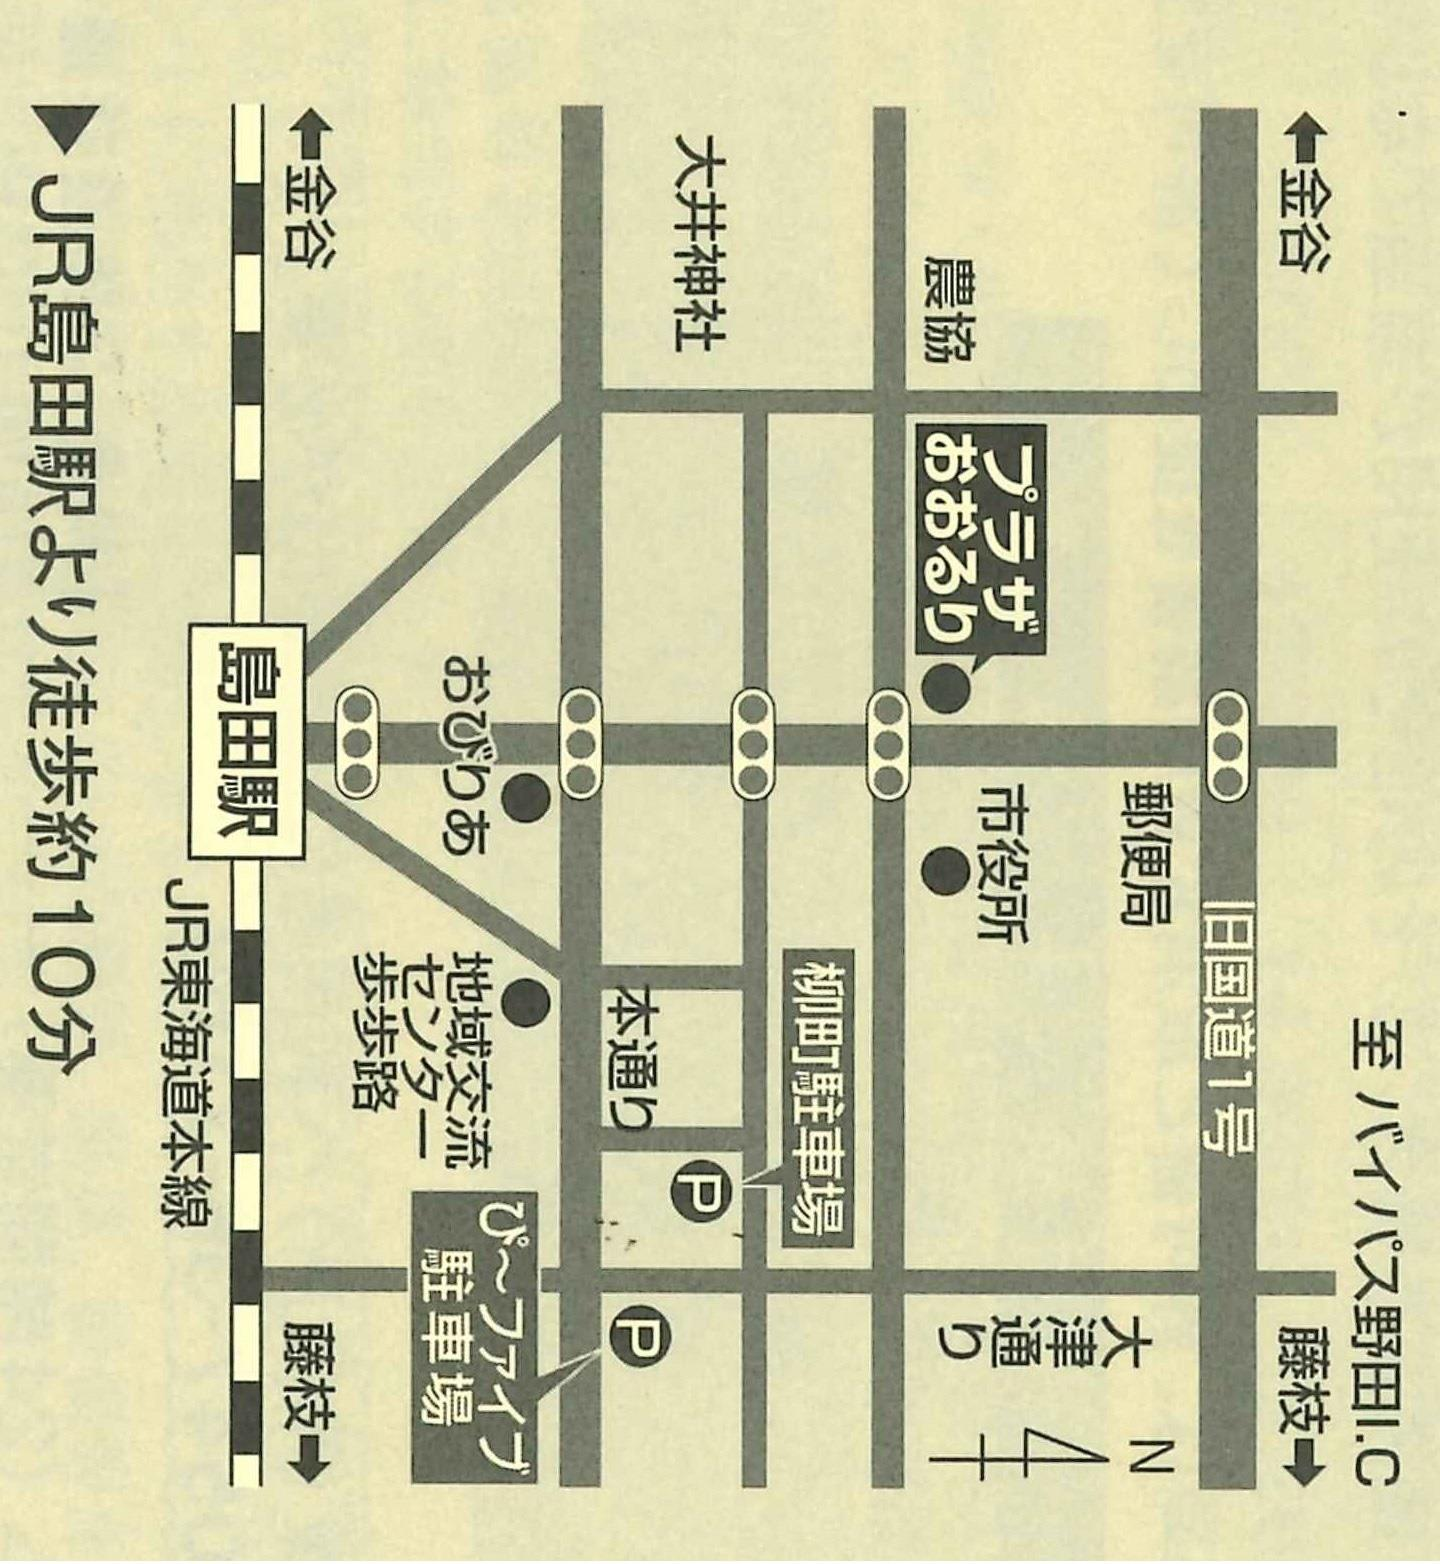 至 バイパス野田I.C
←金谷
藤枝→
旧国道1号
郵便局
N
大津
通り
農協
プラザ
おおるり
市役所
柳町駐車場
大井神社
P
本通り
P
おびりあ
地域交流
センター
歩歩路
ぴ〜ファイブ
駐車場
←金谷
藤枝→
島田駅
JR東海道本線
▶JR島田駅より徒歩約10分